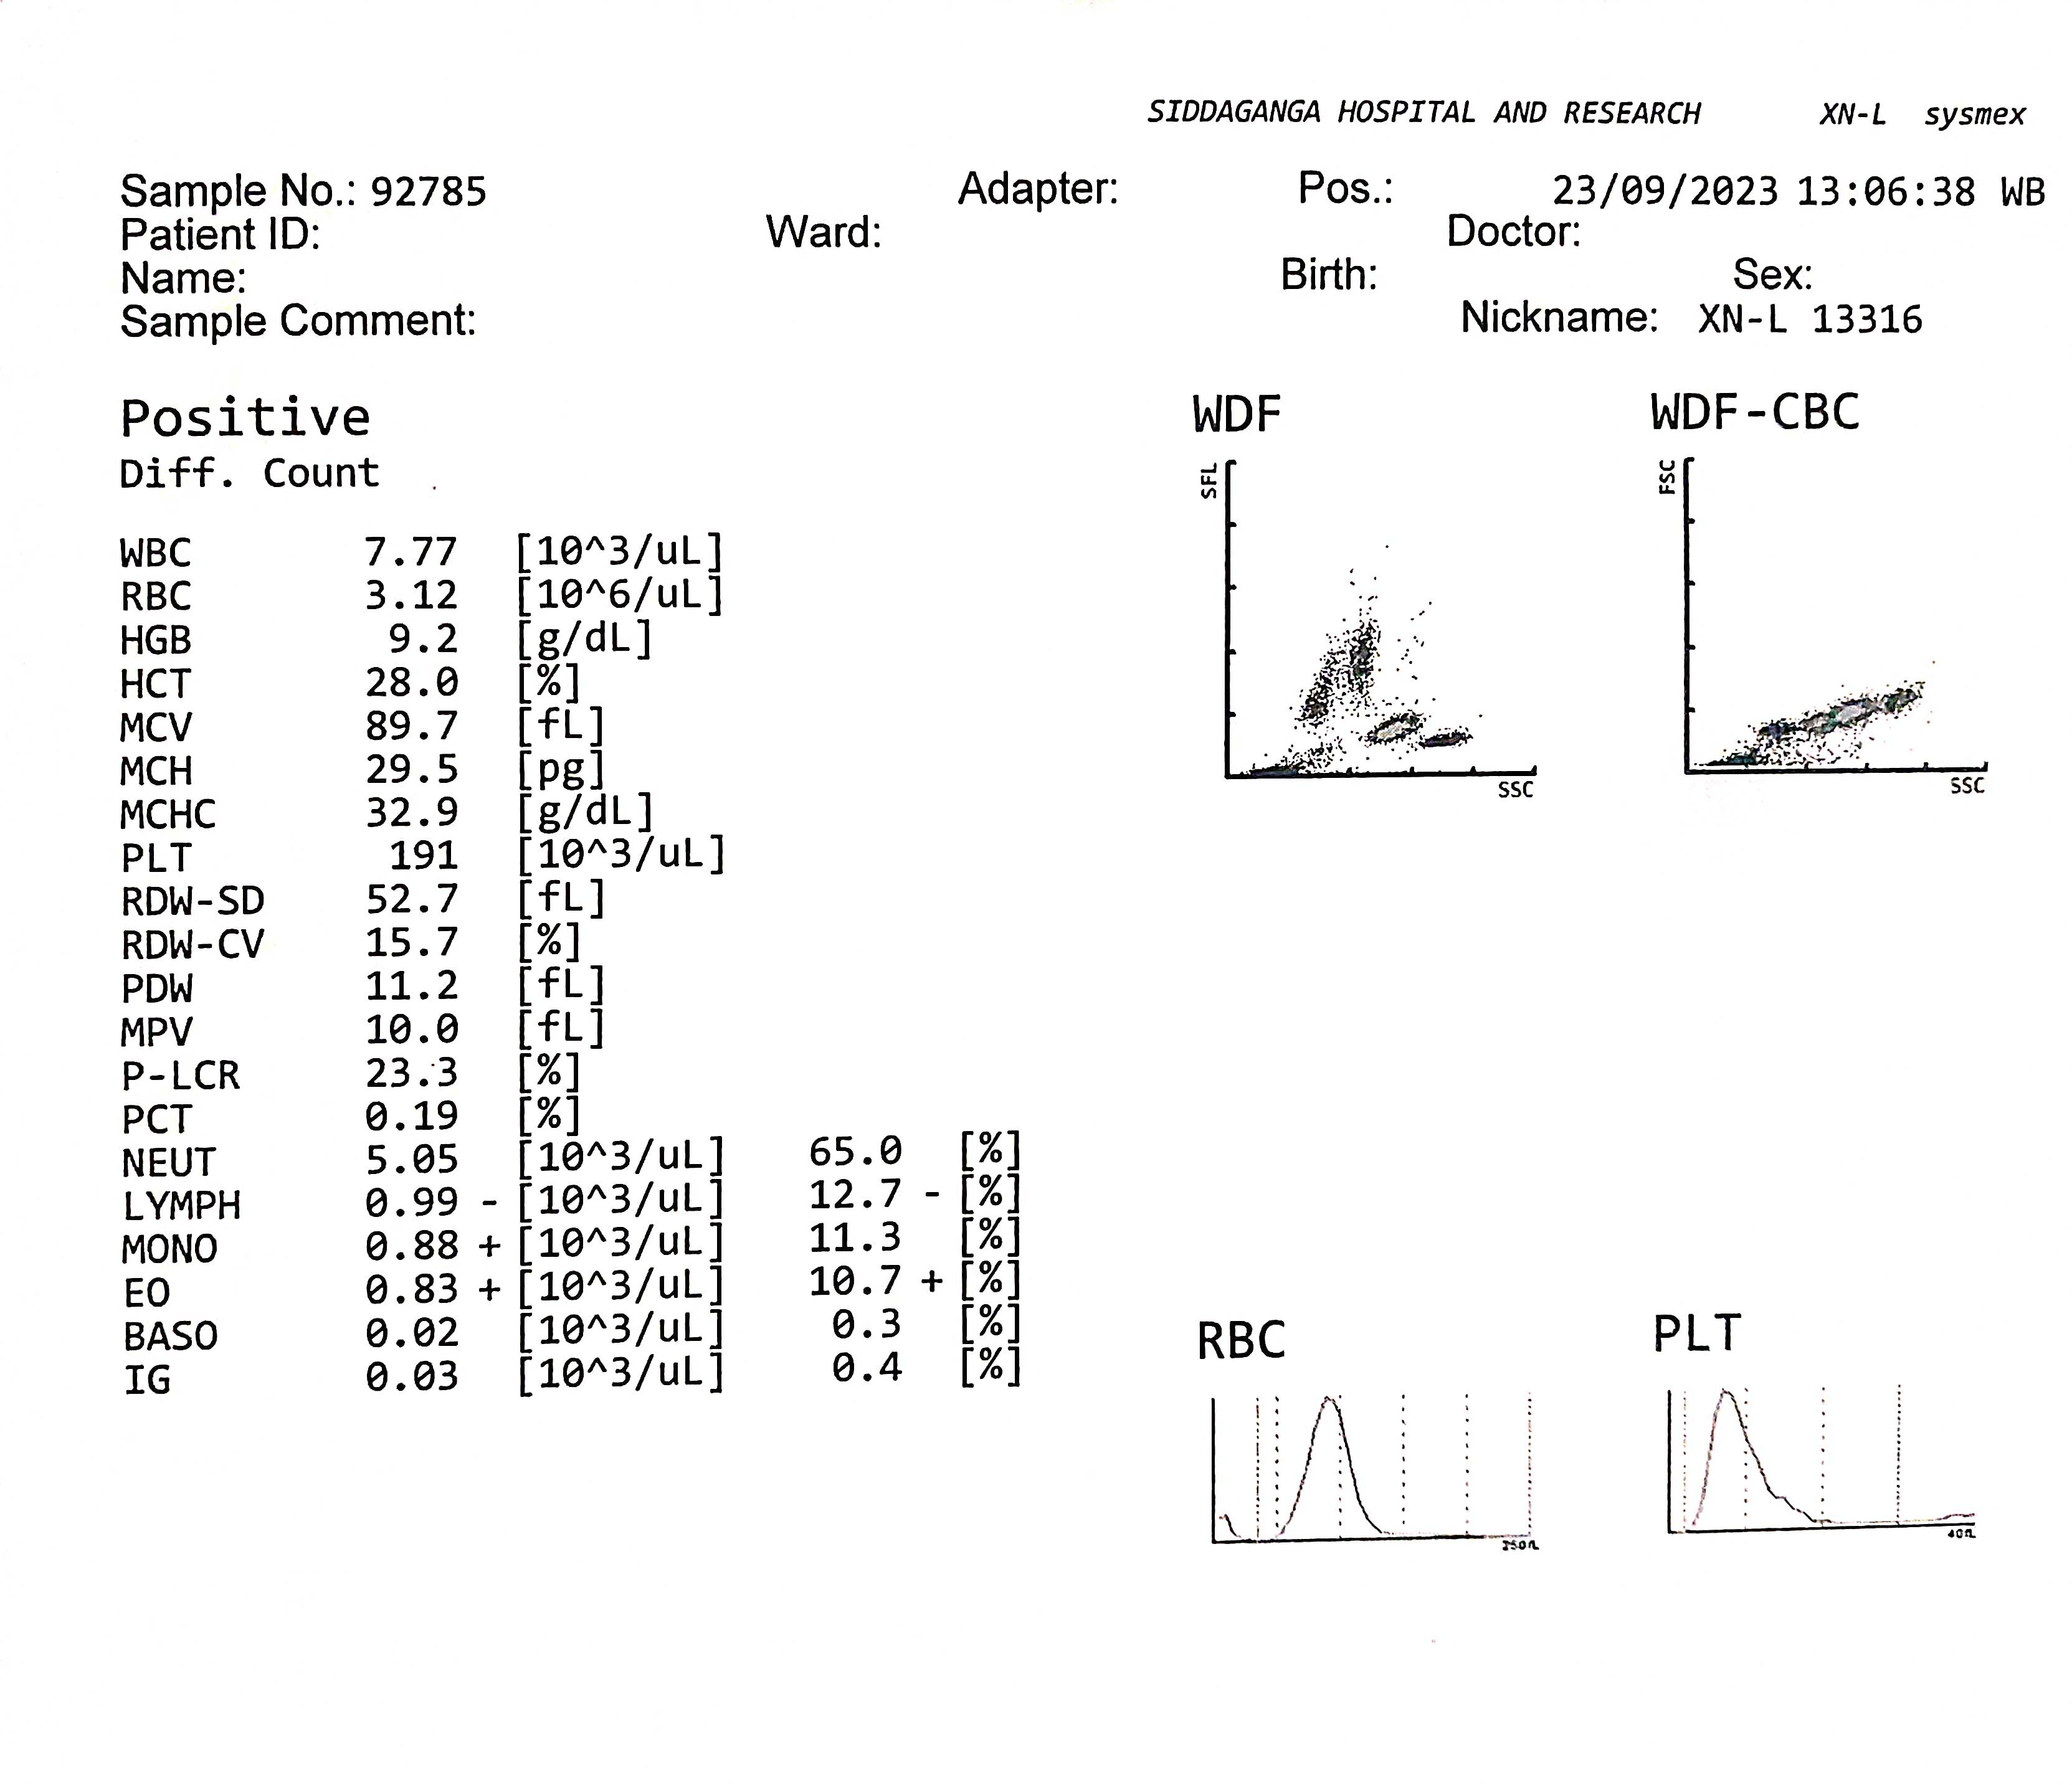 SIDDAGANGA HOSPITAL AND RESEARCH XN-L sysmex
Sample No.: 92785 Adapter: Pos.: 23/09/2023 13:06:38 WB
Patient ID: Ward: Doctor:
Name: Birth: Sex:
Sample Comment: Nickname: XN-L 13316
Positive
Diff. Count
WDF WDF-CBC
SFL FSC
SSC SSC
WBC 7.77 [10^3/uL]
RBC 3.12 [10^6/uL]
HGB 9.2 [g/dL]
HCT 28.0 [%]
MCV 89.7 [fL]
MCH 29.5 [pg]
MCHC 32.9 [g/dL]
PLT 191 [10^3/uL]
RDW-SD 52.7 [fL]
RDW-CV 15.7 [%]
PDW 11.2 [fL]
MPV 10.0 [fL]
P-LCR 23.3 [%]
PCT 0.19 [%]
NEUT 5.05 [10^3/uL] 65.0 [%]
LYMPH 0.99 - [10^3/uL] 12.7 - [%]
MONO 0.88 + [10^3/uL] 11.3 [%]
EO 0.83 + [10^3/uL] 10.7 + [%]
BASO 0.02 [10^3/uL] 0.3 [%]
IG 0.03 [10^3/uL] 0.4 [%]
RBC PLT